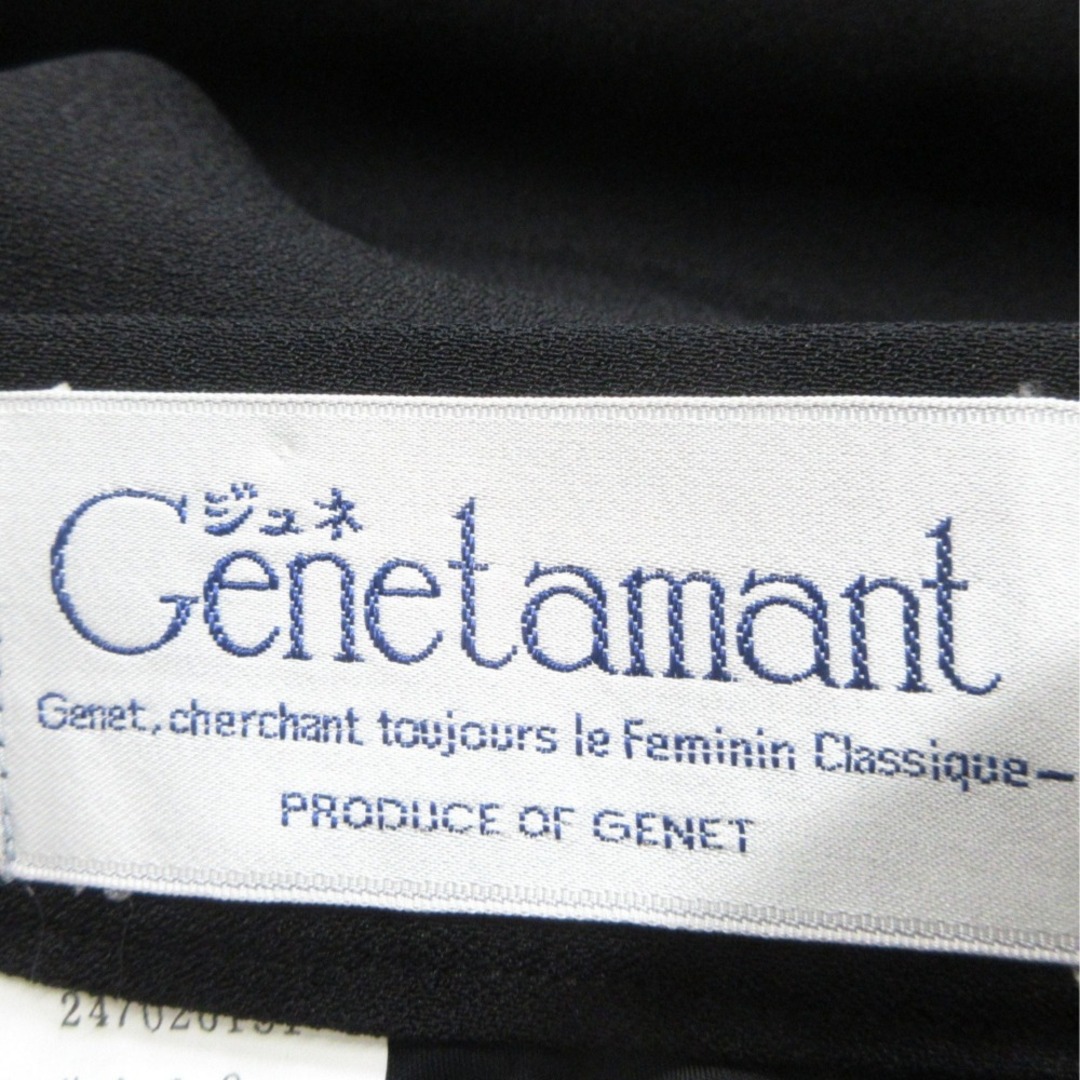 ジュネ
Genetamant
Genet, cherchant toujours le Feminin Classique—
PRODUCE OF GENET